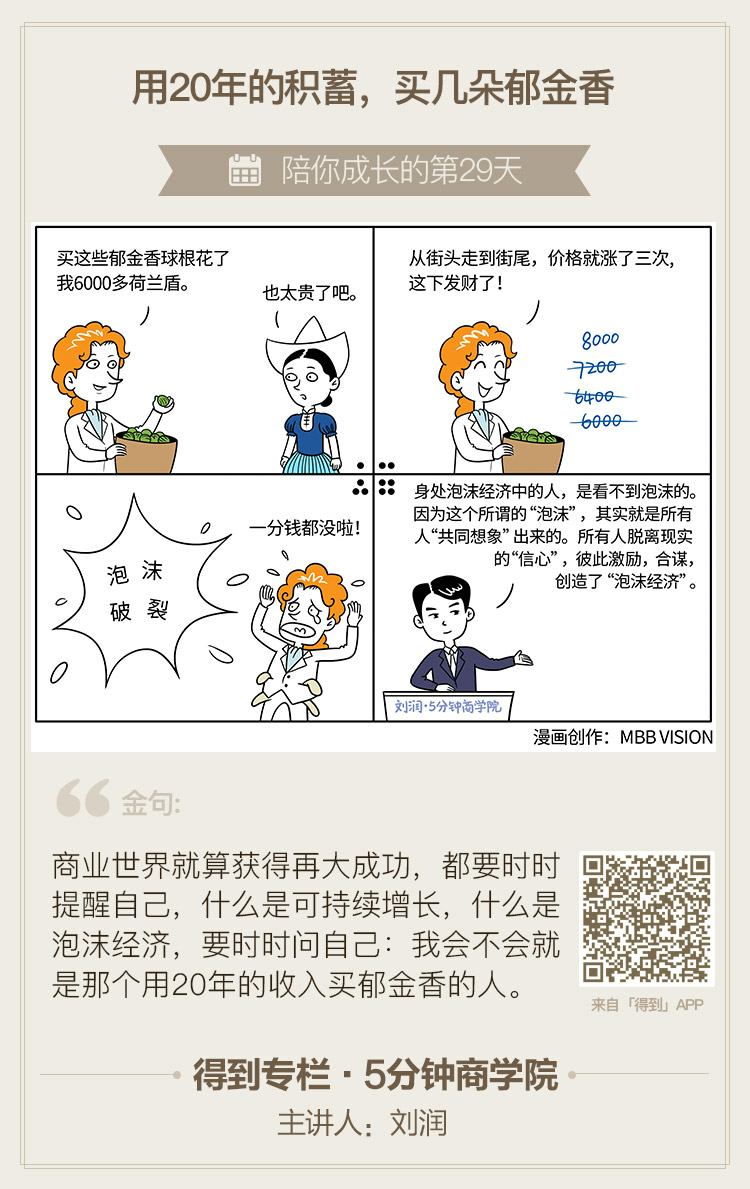 用20年的积蓄，买几朵郁金香
陪你成长的第29天
买这些郁金香球根花了
我6000多荷兰盾。
也太贵了吧。
从街头走到街尾，价格就涨了三次，
这下发财了！
8000
7200
6400
6000
泡沫
破裂
一分钱都没啦！
身处泡沫经济中的人，是看不到泡沫的。
因为这个所谓的“泡沫”，其实就是所有
人“共同想象”出来的。所有人脱离现实
的“信心”，彼此激励，合谋，
创造了“泡沫经济”。
刘润·5分钟商学院
漫画创作：MBB VISION
金句:
商业世界就算获得再大成功，都要时时
提醒自己，什么是可持续增长，什么是
泡沫经济，要时时问自己：我会不会就
是那个用20年的收入买郁金香的人。
来自「得到」APP
得到专栏·5分钟商学院
主讲人：刘润